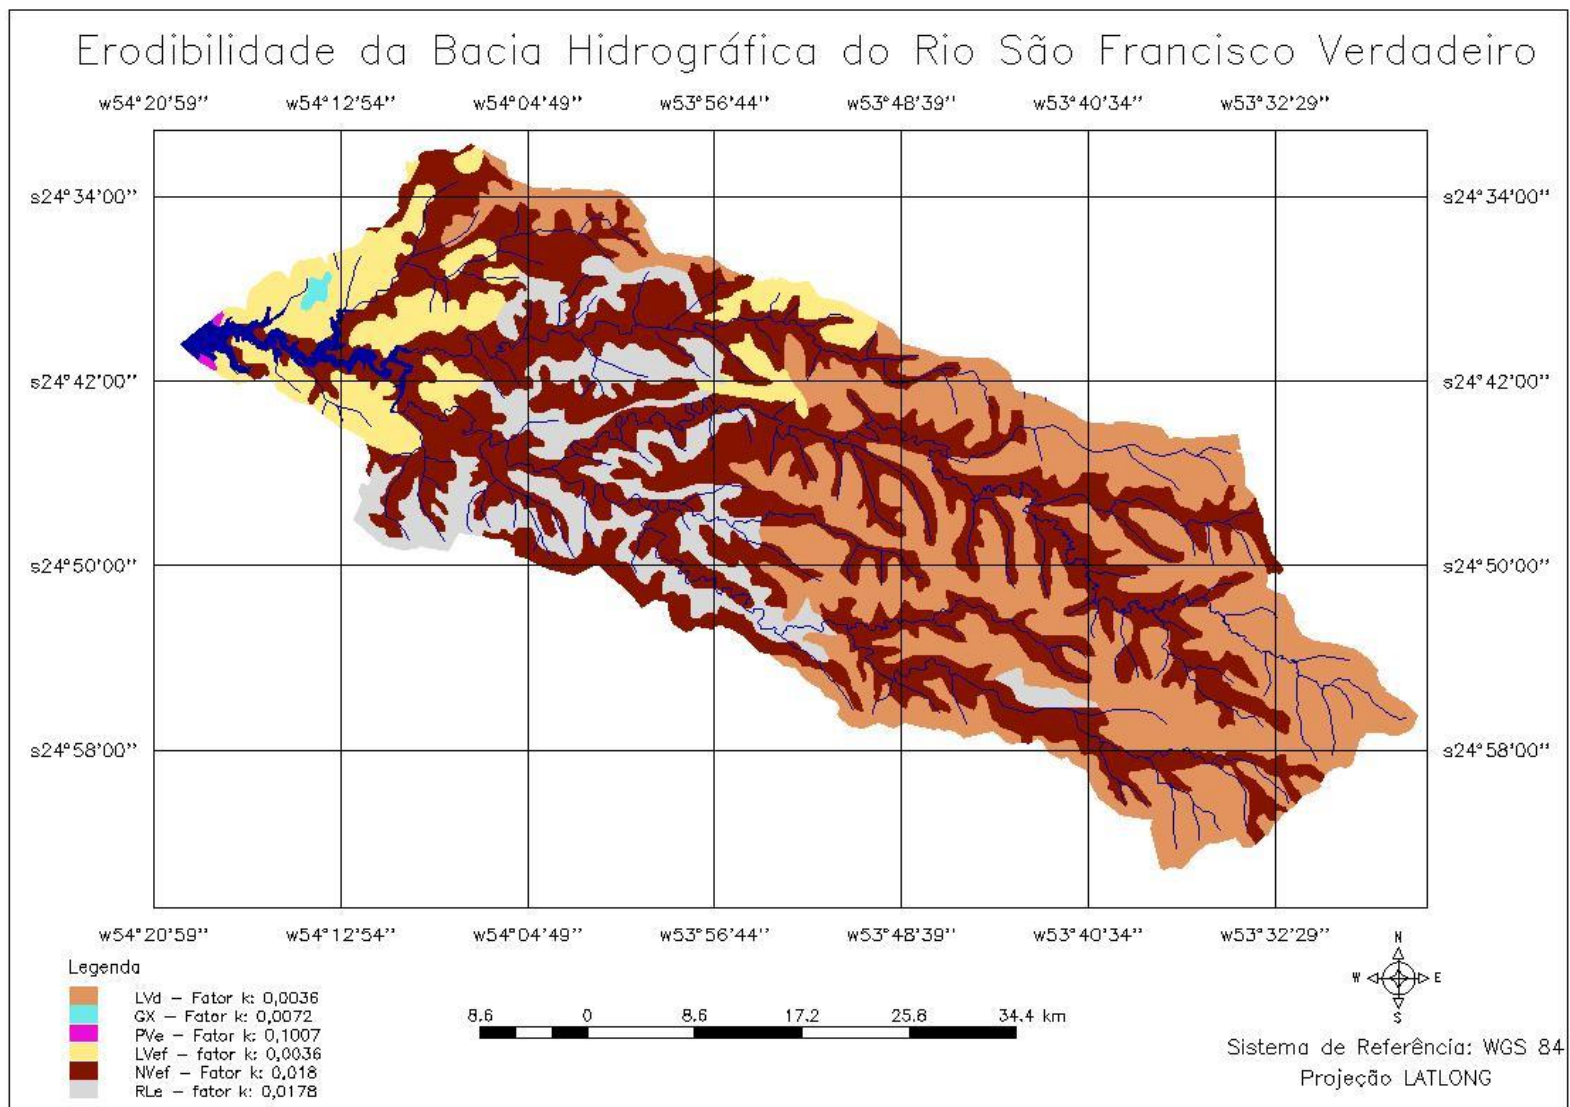 Erodibilidade da Bacia Hidrográfica do Rio São Francisco Verdadeiro
w54°20'59'' w54°12'54'' w54°04'49'' w53°56'44'' w53°48'39'' w53°40'34'' w53°32'29''
s24°34'00'' s24°34'00''
s24°42'00'' s24°42'00''
s24°50'00'' s24°50'00''
s24°58'00'' s24°58'00''
w54°20'59'' w54°12'54'' w54°04'49'' w53°56'44'' w53°48'39'' w53°40'34'' w53°32'29''
Legenda
LVd – Fator k: 0,0036
GX – Fator k: 0,0072
PVe – Fator k: 0,1007
LVef – fator k: 0,0036
NVef – Fator k: 0,018
RLe – fator k: 0,0178
8.6 0 8.6 17.2 25.8 34.4 km
N
W E
S
Sistema de Referência: WGS 84
Projeção LATLONG